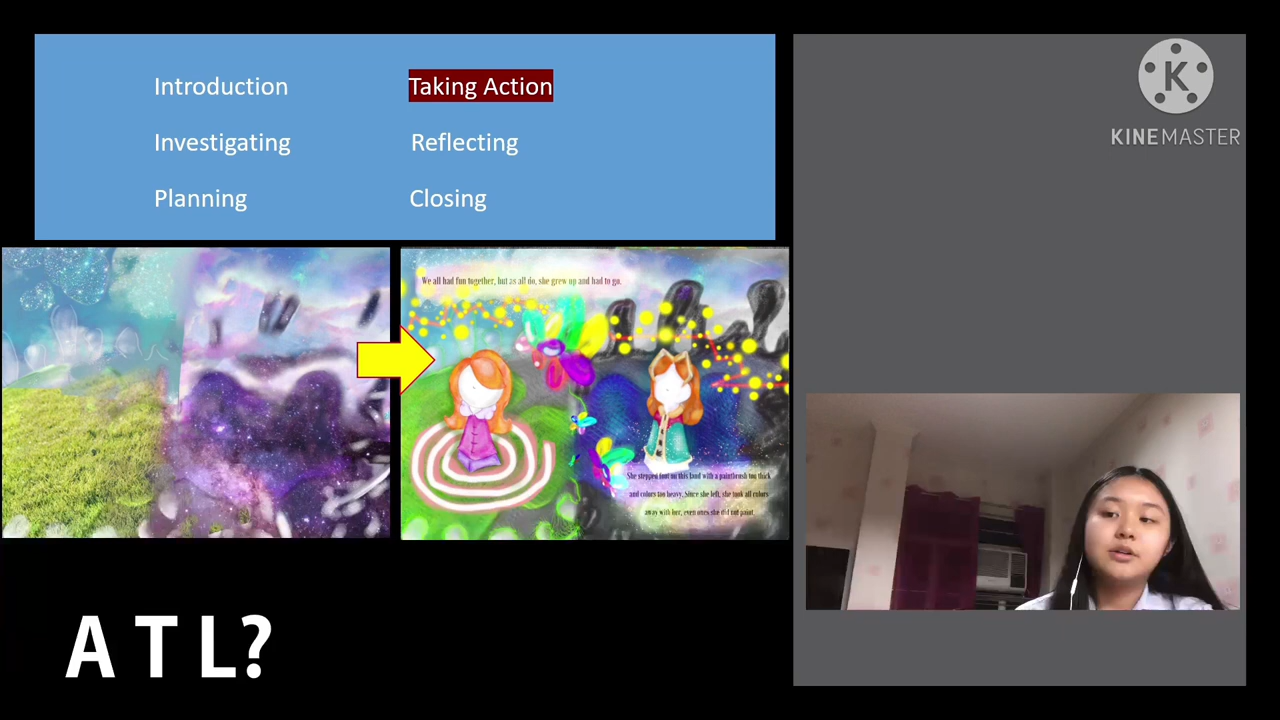 Introduction
Taking Action
Investigating
Reflecting
Planning
Closing
K
KINEMASTER
We all had fun together, but as all do, she grew up and had to go.
She stepped foot on this land with a paintbrush too thick
and colors too heavy. Since she left, she took all colors
away with her, even ones she did not paint.
A T L?